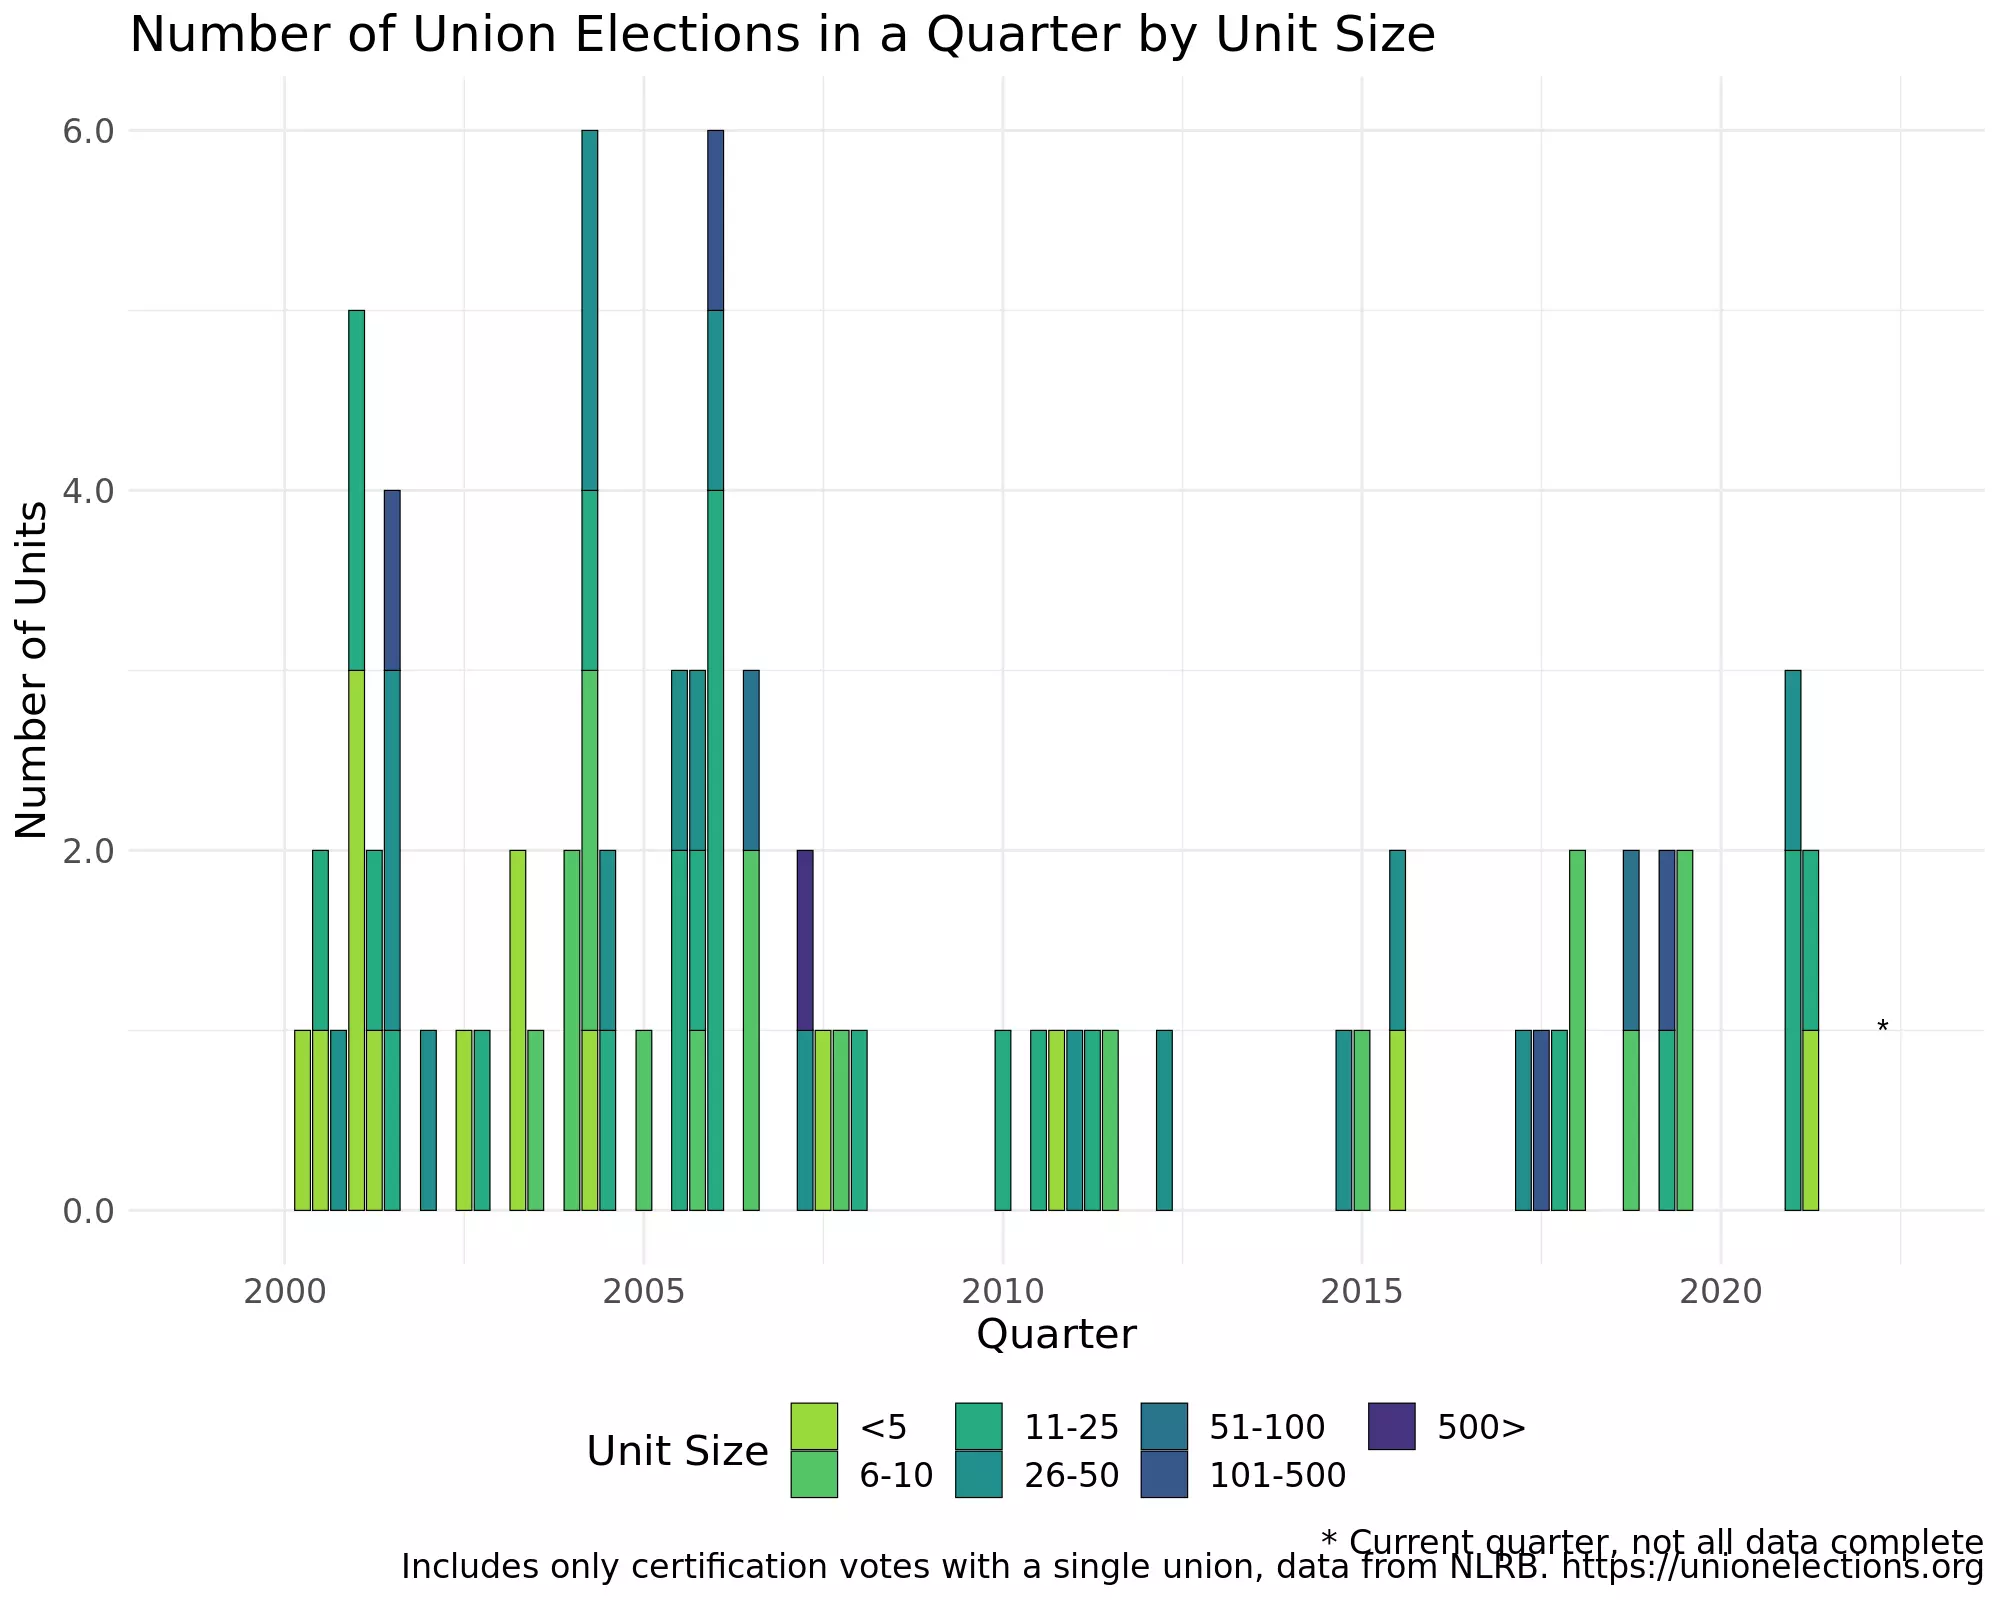 Number of Union Elections in a Quarter by Unit Size
6.0
4.0
2.0
0.0
Number of Units
*
2000 2005 2010 2015 2020
Quarter
Unit Size
<5 11-25 51-100 500>
6-10 26-50 101-500
* Current quarter, not all data complete
Includes only certification votes with a single union, data from NLRB. https://unionelections.org